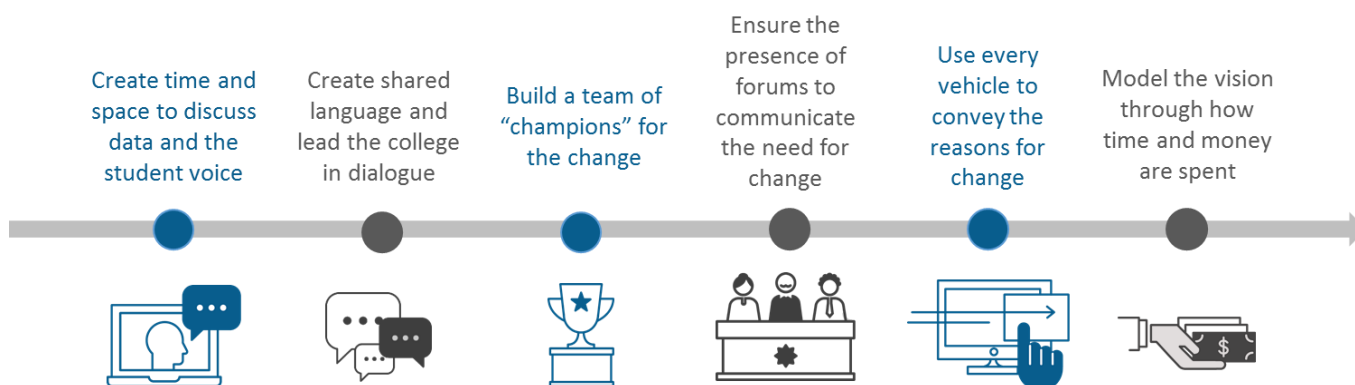 Create time and
space to discuss
data and the
student voice
Create shared
language and
lead the college
in dialogue
Build a team of
“champions” for
the change
Ensure the
presence of
forums to
communicate
the need for
change
Use every
vehicle to
convey the
reasons for
change
Model the vision
through how
time and money
are spent
$